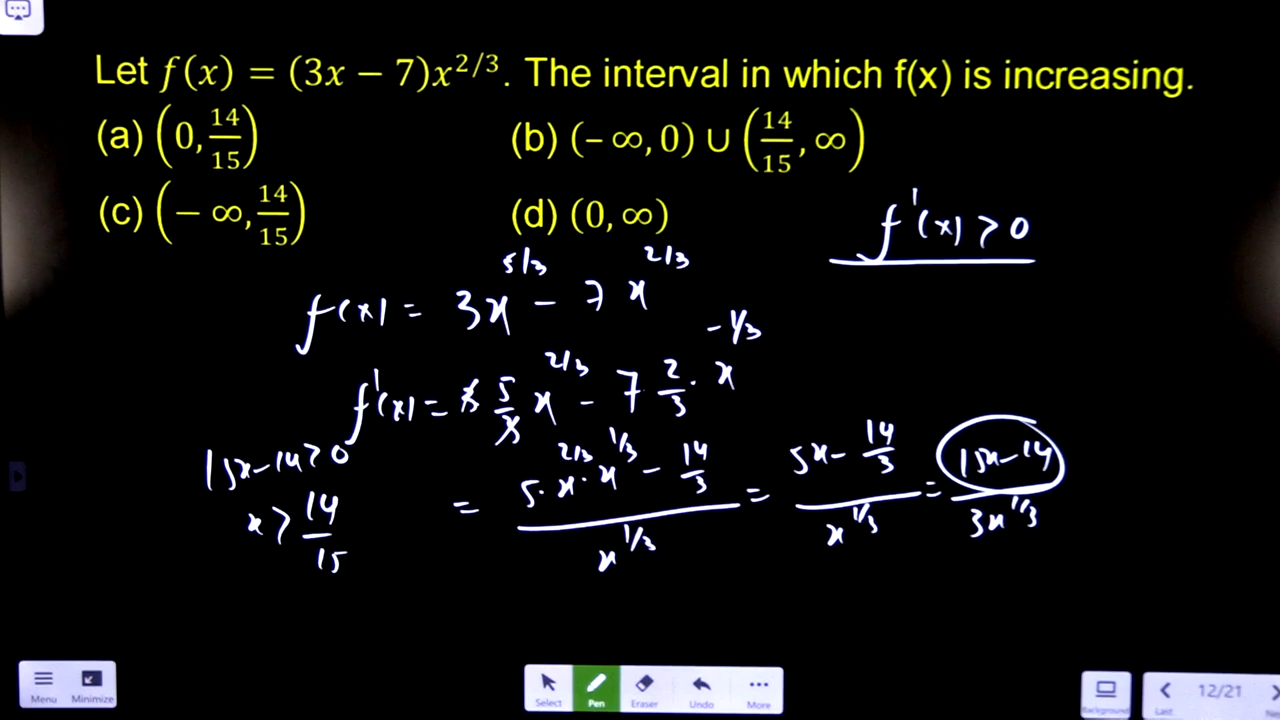 Let f(x) = (3x − 7)x^{2/3}. The interval in which f(x) is increasing.
(a) (0, 14/15) (b) (− ∞, 0) ∪ (14/15, ∞)
(c) (− ∞, 14/15) (d) (0, ∞)
f'(x) > 0
f(x) = 3x^{5/3} − 7x^{2/3}
f'(x) = 3 5/3 x^{2/3} − 7 2/3 · x^{−1/3}
15x − 14 > 0
x > 14/15
= (5 · x^{2/3} · x^{1/3} − 14/3)/x^{1/3} = (5x − 14/3)/x^{1/3} = (15x − 14)/3x^{1/3}
Menu Minimize Select Pen Eraser Undo More Background Last 12/21